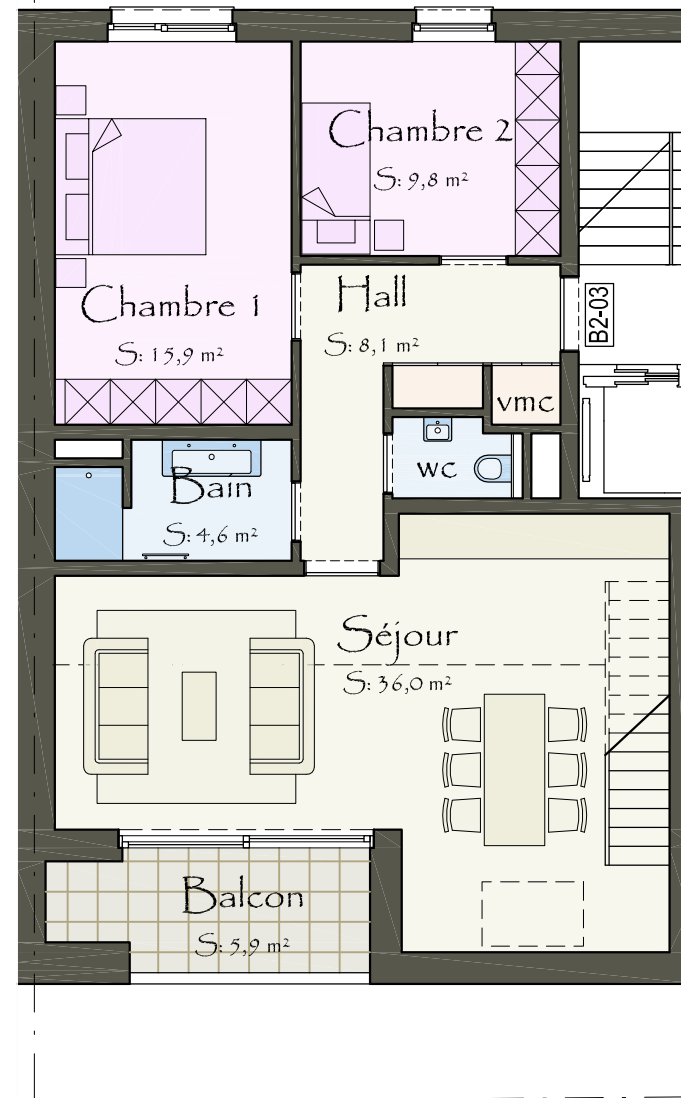 Chambre 2
S: 9,8 m²
Chambre 1
S: 15,9 m²
Hall
S: 8,1 m²
B2-03
vmc
wc
Bain
S: 4,6 m²
Séjour
S: 36,0 m²
Balcon
S: 5,9 m²